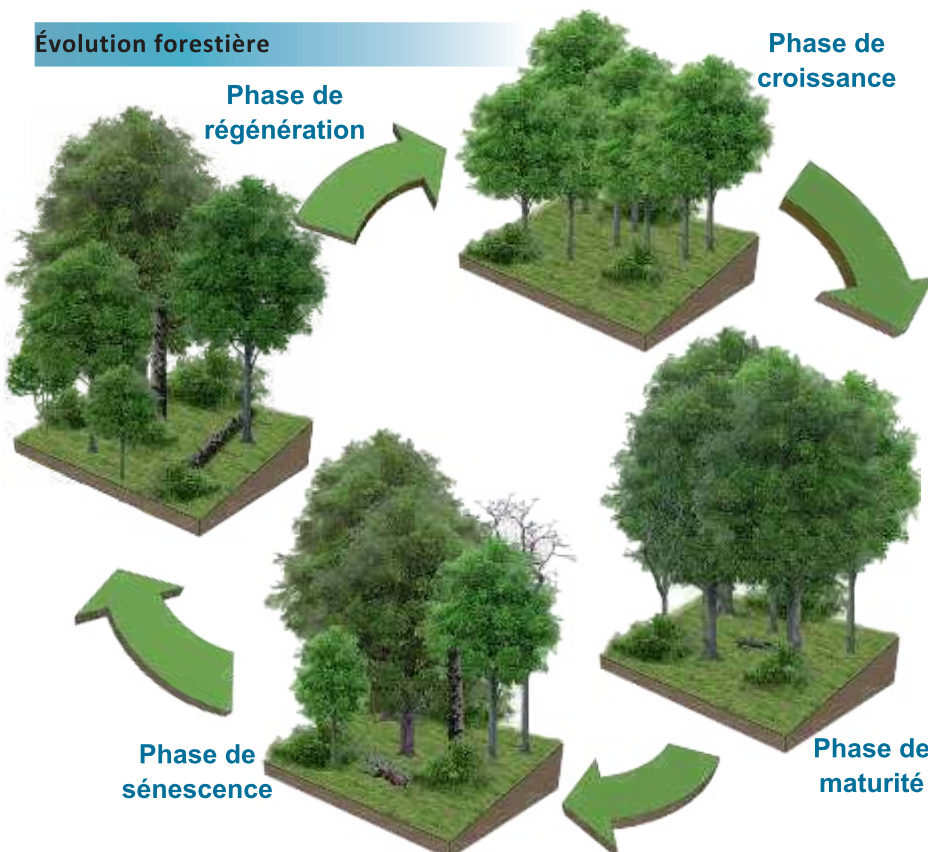 Évolution forestière
Phase de
croissance
Phase de
régénération
Phase de
maturité
Phase de
sénescence